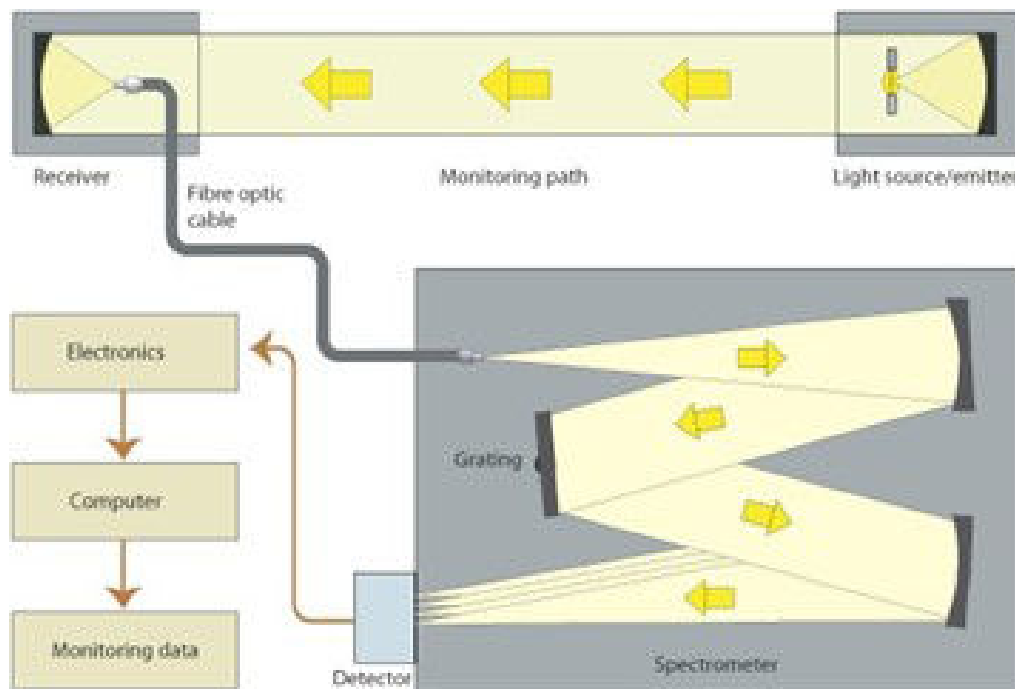 Receiver
Monitoring path
Light source/emitter
Fibre optic
cable
Electronics
Grating
Computer
Monitoring data
Detector
Spectrometer